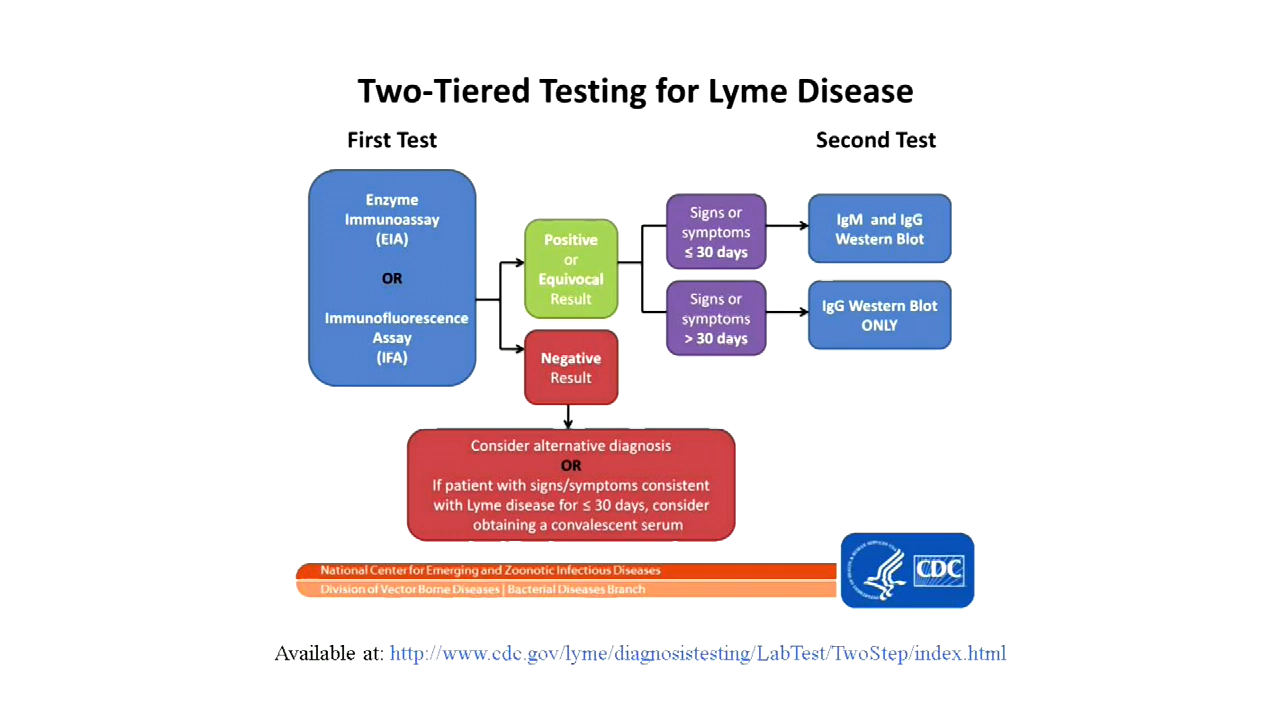 Two-Tiered Testing for Lyme Disease
First Test
Second Test
Enzyme
Immunoassay
(EIA)
OR
Immunofluorescence
Assay
(IFA)
Positive
or
Equivocal
Result
Negative
Result
Signs or
symptoms
≤ 30 days
Signs or
symptoms
> 30 days
IgM and IgG
Western Blot
IgG Western Blot
ONLY
Consider alternative diagnosis
OR
If patient with signs/symptoms consistent
with Lyme disease for ≤ 30 days, consider
obtaining a convalescent serum
National Center for Emerging and Zoonotic Infectious Diseases
Division of Vector Borne Diseases | Bacterial Diseases Branch
CDC
Available at: http://www.cdc.gov/lyme/diagnosistesting/LabTest/TwoStep/index.html